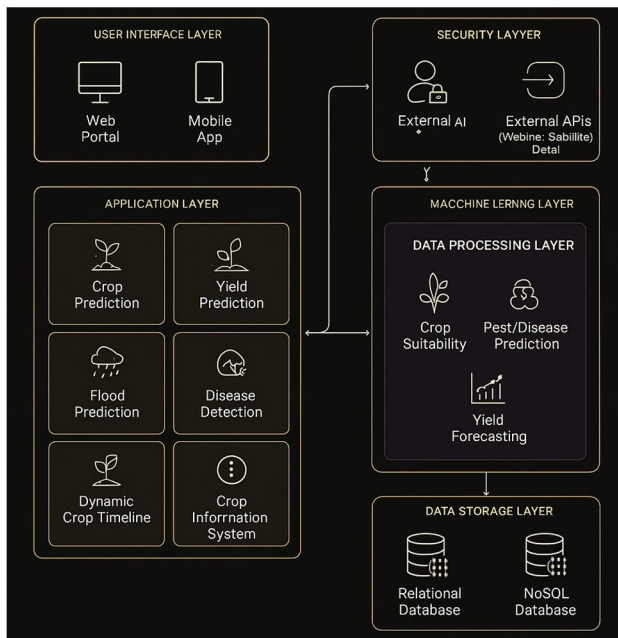 USER INTERFACE LAYER
Web
Portal
Mobile
App
SECURITY LAYYER
External AI
External APIs
(Webine: Sabillite)
Detal
APPLICATION LAYER
Crop
Prediction
Yield
Prediction
Flood
Prediction
Disease
Detection
Dynamic
Crop Timeline
Crop
Inforrnation
System
MACCHINE LERNNG LAYER
DATA PROCESSING LAYER
Crop
Suitability
Pest/Disease
Prediction
Yield
Forecasting
DATA STORAGE LAYER
Relational
Database
NoSQL
Database